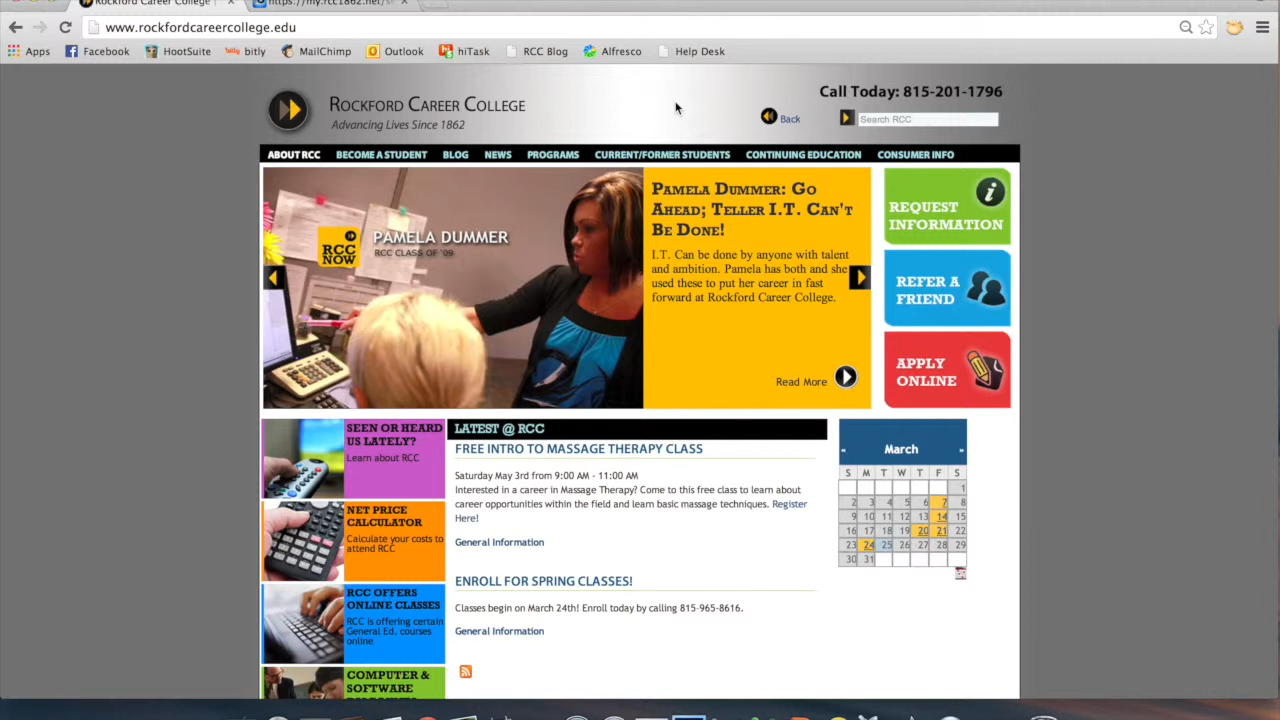 Rockford Career College
https://my.rcc1862.net/s
www.rockfordcareercollege.edu
Apps Facebook HootSuite bitly MailChimp Outlook hiTask RCC Blog Alfresco Help Desk
ROCKFORD CAREER COLLEGE
Advancing Lives Since 1862
Call Today: 815-201-1796
Back
Search RCC
ABOUT RCC BECOME A STUDENT BLOG NEWS PROGRAMS CURRENT/FORMER STUDENTS CONTINUING EDUCATION CONSUMER INFO
RCC
NOW
PAMELA DUMMER
RCC CLASS OF '09
PAMELA DUMMER: GO
AHEAD; TELLER I.T. CAN'T
BE DONE!
I.T. Can be done by anyone with talent
and ambition. Pamela has both and she
used these to put her career in fast
forward at Rockford Career College.
Read More
REQUEST
INFORMATION
REFER A
FRIEND
APPLY
ONLINE
SEEN OR HEARD
US LATELY?
Learn about RCC
NET PRICE
CALCULATOR
Calculate your costs to
attend RCC
RCC OFFERS
ONLINE CLASSES
RCC is offering certain
General Ed. courses
online
COMPUTER &
SOFTWARE
LATEST @ RCC
FREE INTRO TO MASSAGE THERAPY CLASS
Saturday May 3rd from 9:00 AM - 11:00 AM
Interested in a career in Massage Therapy? Come to this free class to learn about
career opportunities within the field and learn basic massage techniques. Register
Here!
General Information
ENROLL FOR SPRING CLASSES!
Classes begin on March 24th! Enroll today by calling 815-965-8616.
General Information
« March »
S M T W T F S
1
2 3 4 5 6 7 8
9 10 11 12 13 14 15
16 17 18 19 20 21 22
23 24 25 26 27 28 29
30 31